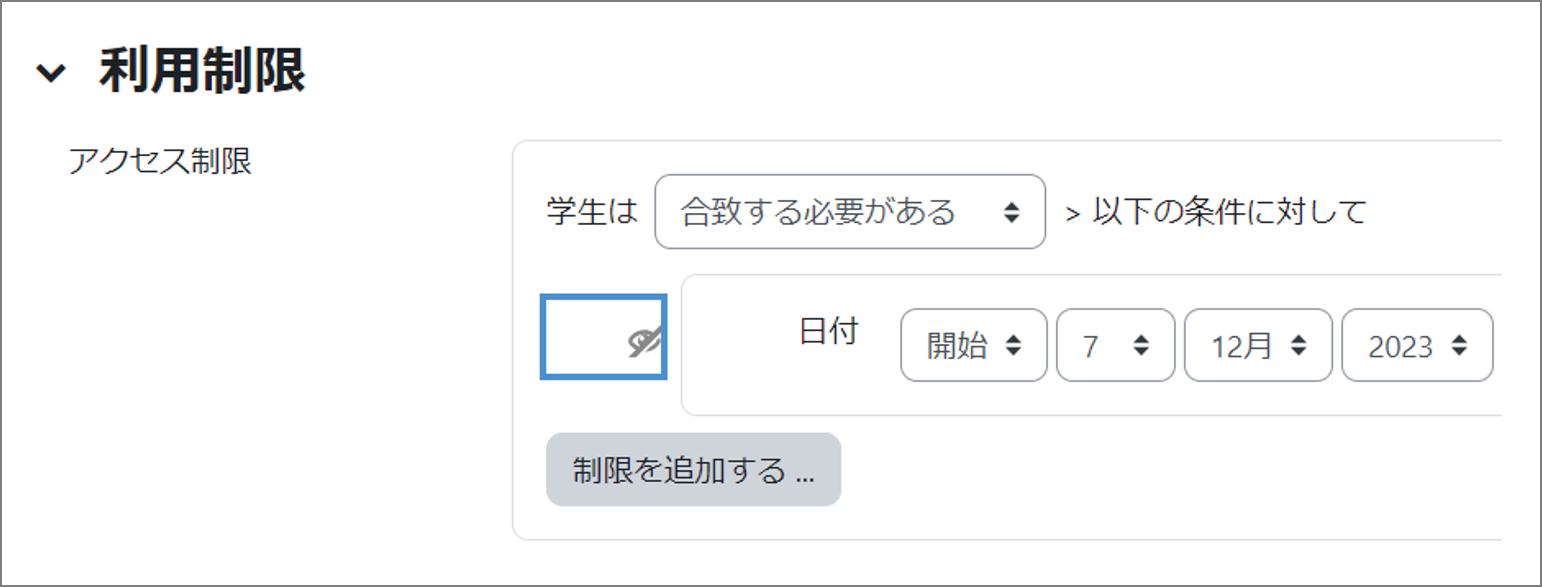 利用制限
アクセス制限
学生は 合致する必要がある > 以下の条件に対して
日付 開始 7 12月 2023
制限を追加する ...